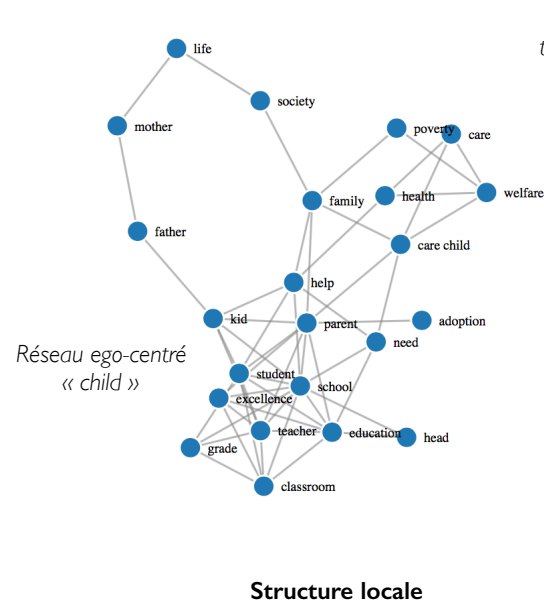 life
t
society
mother
poverty
care
welfare
health
family
father
care child
help
kid
parent
adoption
need
Réseau ego-centré
« child »
student
school
excellence
teacher
education
head
grade
classroom
Structure locale